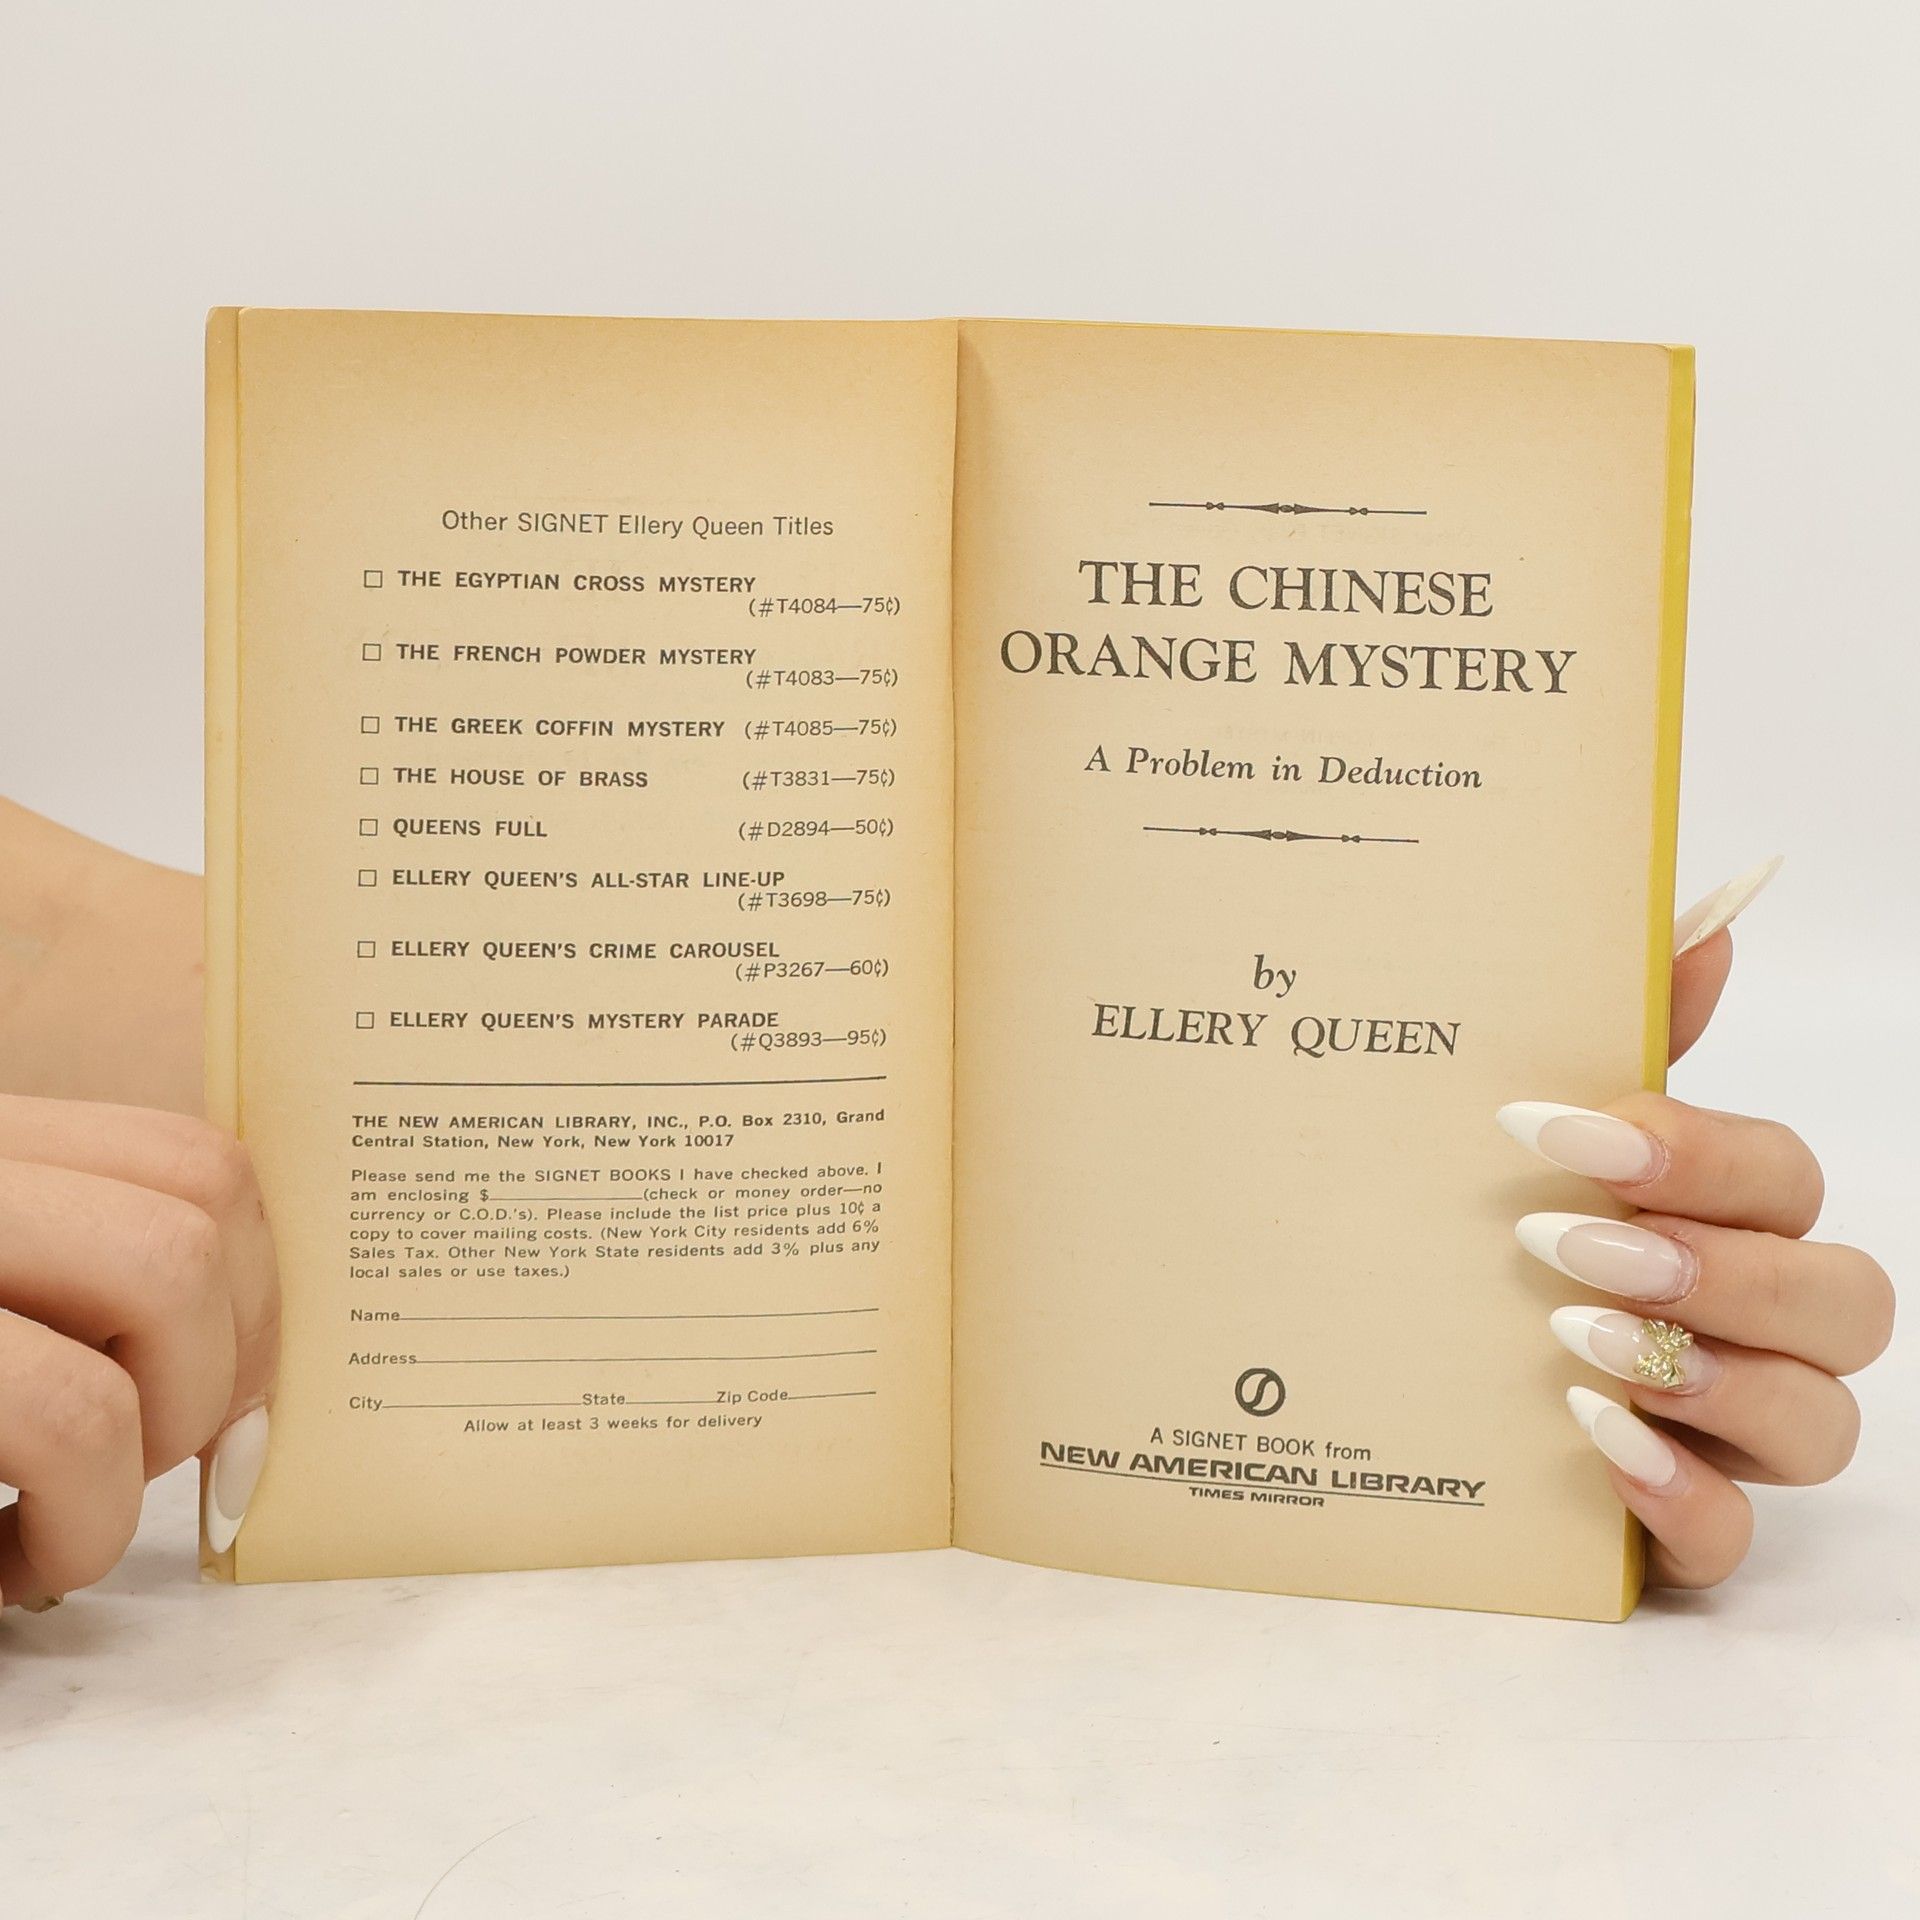 Other SIGNET Ellery Queen Titles
☐ THE EGYPTIAN CROSS MYSTERY
(#T4084—75¢)
☐ THE FRENCH POWDER MYSTERY
(#T4083—75¢)
☐ THE GREEK COFFIN MYSTERY (#T4085—75¢)
☐ THE HOUSE OF BRASS (#T3831—75¢)
☐ QUEENS FULL (#D2894—50¢)
☐ ELLERY QUEEN'S ALL-STAR LINE-UP
(#T3698—75¢)
☐ ELLERY QUEEN'S CRIME CAROUSEL
(#P3267—60¢)
☐ ELLERY QUEEN'S MYSTERY PARADE
(#Q3893—95¢)
THE NEW AMERICAN LIBRARY, INC., P.O. Box 2310, Grand
Central Station, New York, New York 10017
Please send me the SIGNET BOOKS I have checked above. I
am enclosing $____________(check or money order—no
currency or C.O.D.'s). Please include the list price plus 10¢ a
copy to cover mailing costs. (New York City residents add 6%
Sales Tax. Other New York State residents add 3% plus any
local sales or use taxes.)
Name____________
Address____________
City____________State________Zip Code________
Allow at least 3 weeks for delivery
THE CHINESE
ORANGE MYSTERY
A Problem in Deduction
by
ELLERY QUEEN
A SIGNET BOOK from
NEW AMERICAN LIBRARY
TIMES MIRROR